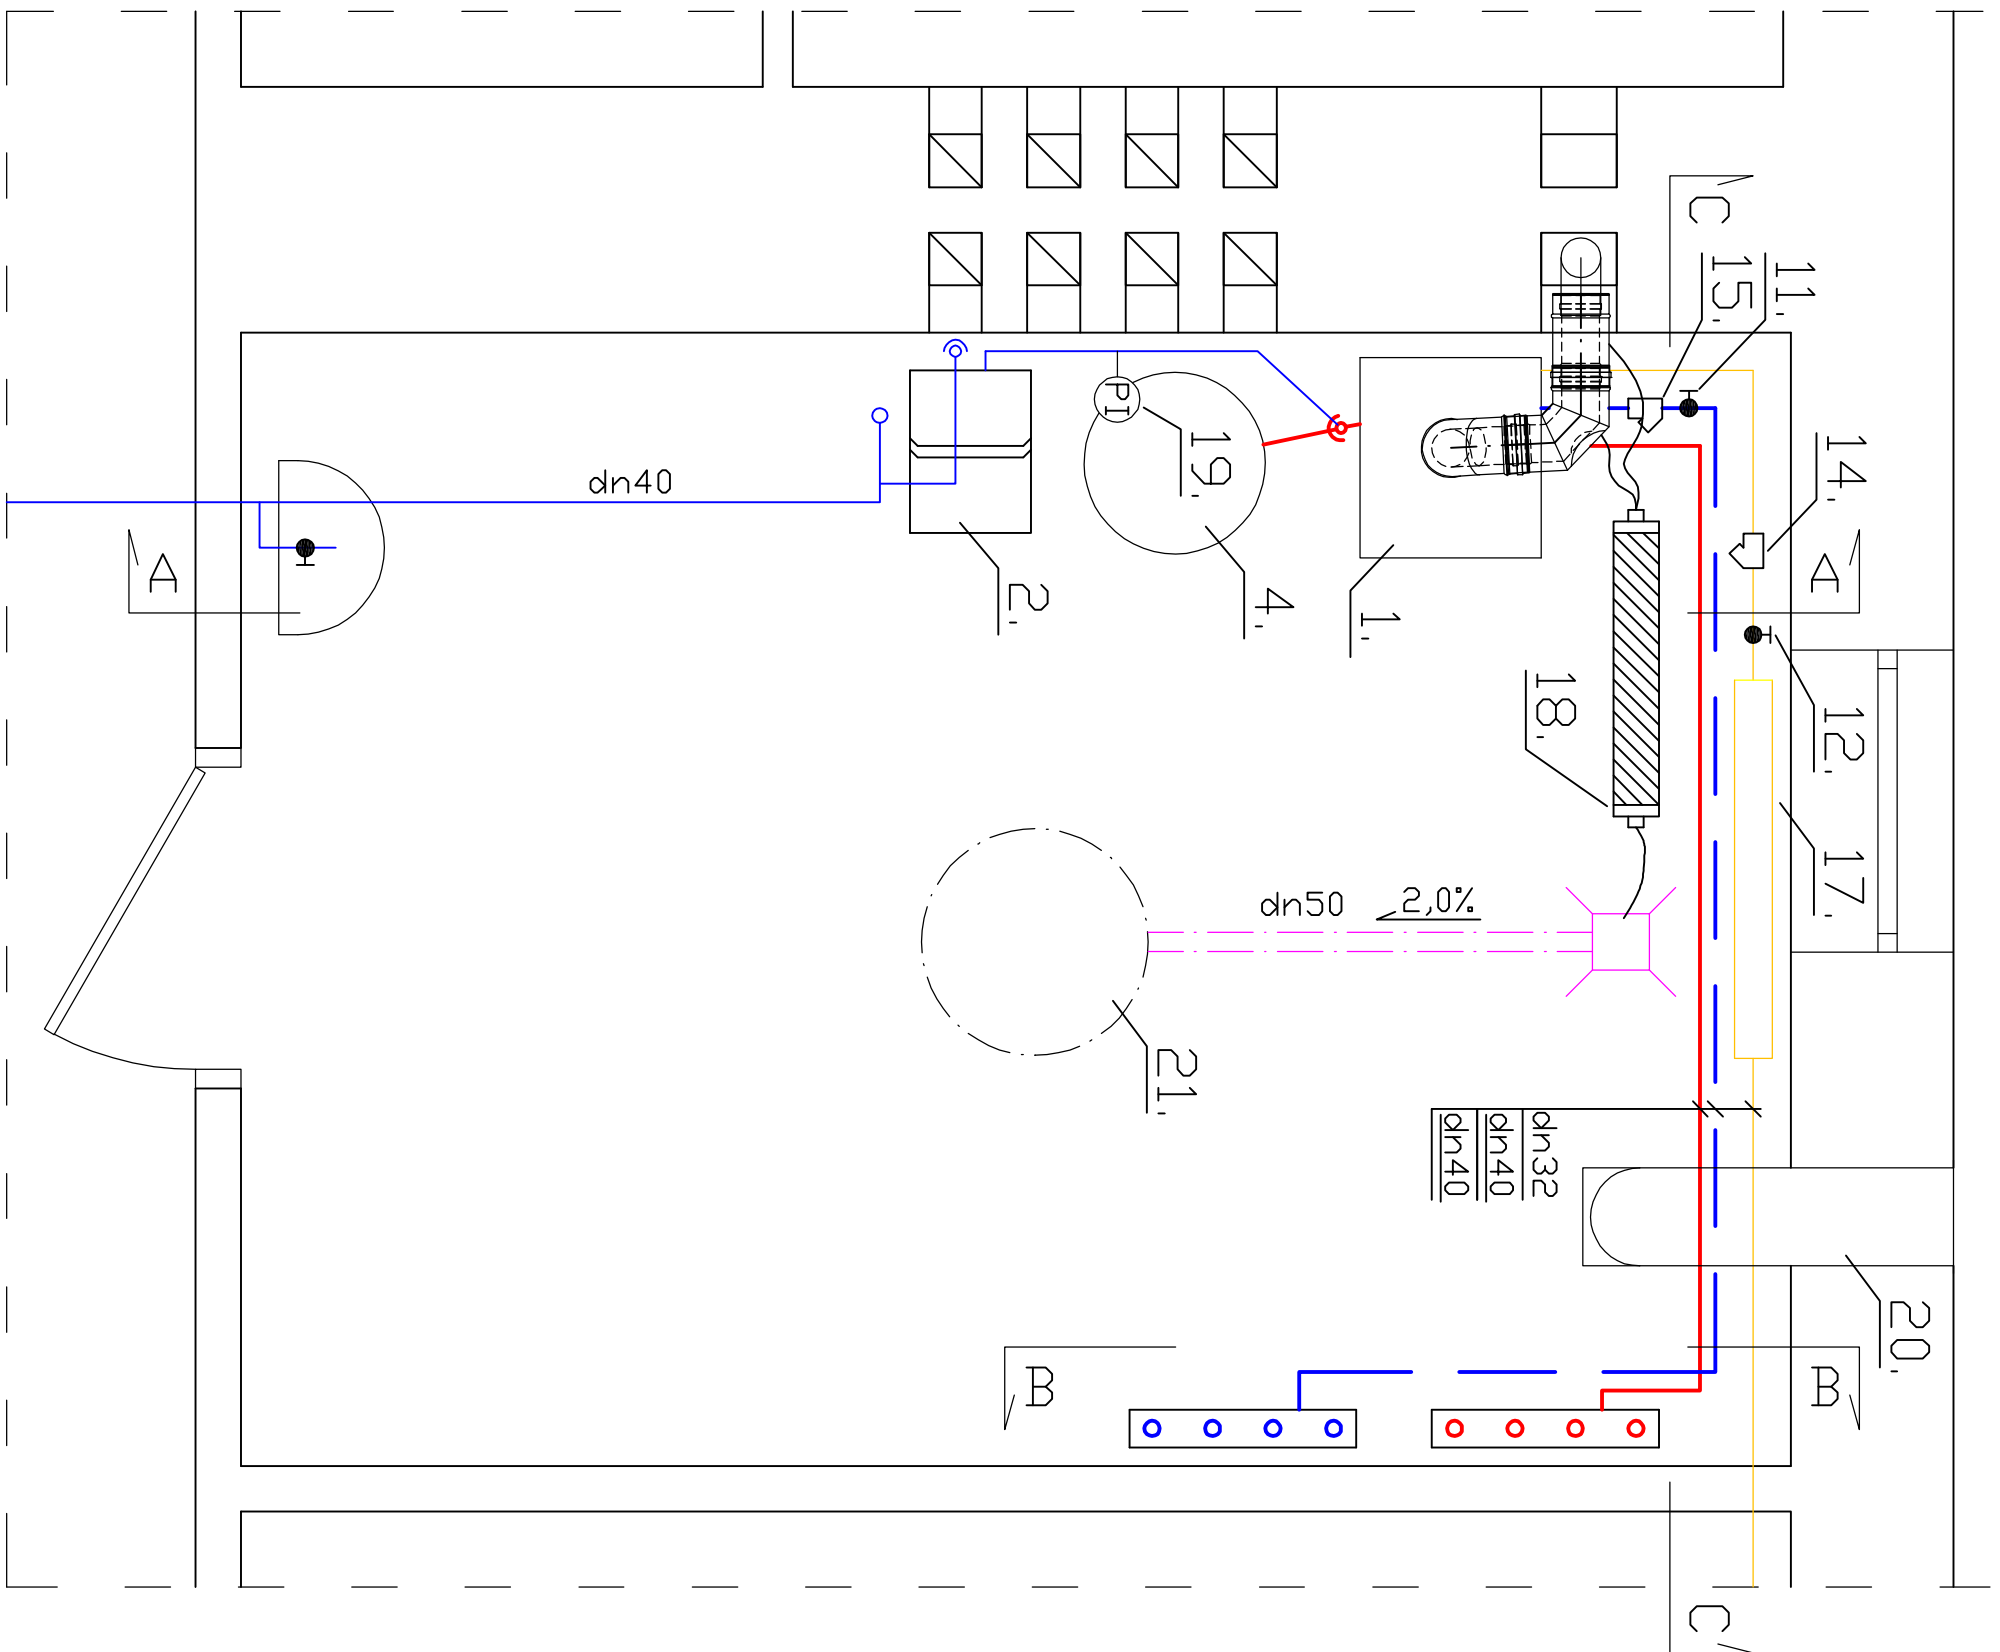 C
15.
11.
PI
19.
14.
dn40
A
2.
4.
1.
A
18.
12.
17.
dn50
2,0%
21.
dn32
dn40
dn40
20.
B
B
C